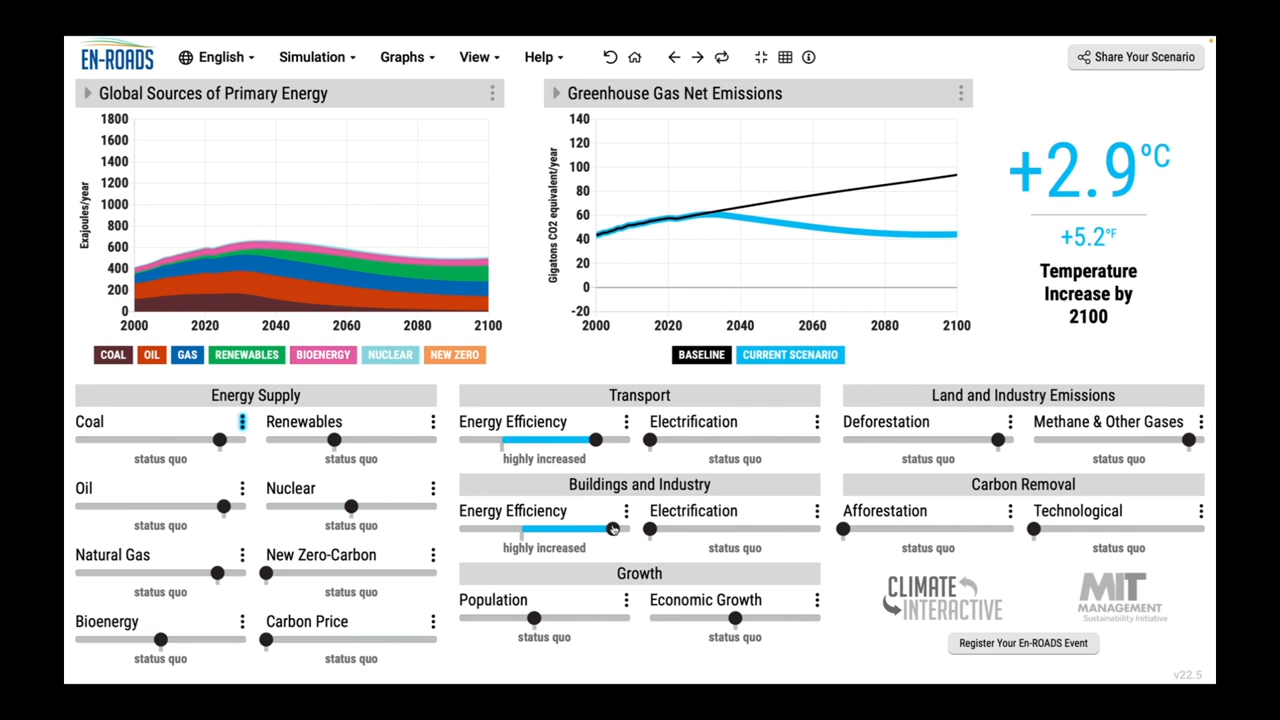 EN-ROADS
English
Simulation
Graphs
View
Help
Share Your Scenario
Global Sources of Primary Energy
Exajoules/year
1800
1600
1400
1200
1000
800
600
400
200
0
2000 2020 2040 2060 2080 2100
COAL OIL GAS RENEWABLES BIOENERGY NUCLEAR NEW ZERO
Greenhouse Gas Net Emissions
Gigatons CO2 equivalent/year
140
120
100
80
60
40
20
0
-20
2000 2020 2040 2060 2080 2100
BASELINE CURRENT SCENARIO
+2.9°C
+5.2°F
Temperature
Increase by
2100
Energy Supply
Coal
status quo
Renewables
status quo
Oil
status quo
Nuclear
status quo
Natural Gas
status quo
New Zero-Carbon
status quo
Bioenergy
status quo
Carbon Price
status quo
Transport
Energy Efficiency
highly increased
Electrification
status quo
Buildings and Industry
Energy Efficiency
highly increased
Electrification
status quo
Growth
Population
status quo
Economic Growth
status quo
Land and Industry Emissions
Deforestation
status quo
Methane & Other Gases
status quo
Carbon Removal
Afforestation
status quo
Technological
status quo
CLIMATE
INTERACTIVE
MIT
MANAGEMENT
Sustainability Initiative
Register Your En-ROADS Event
v22.5